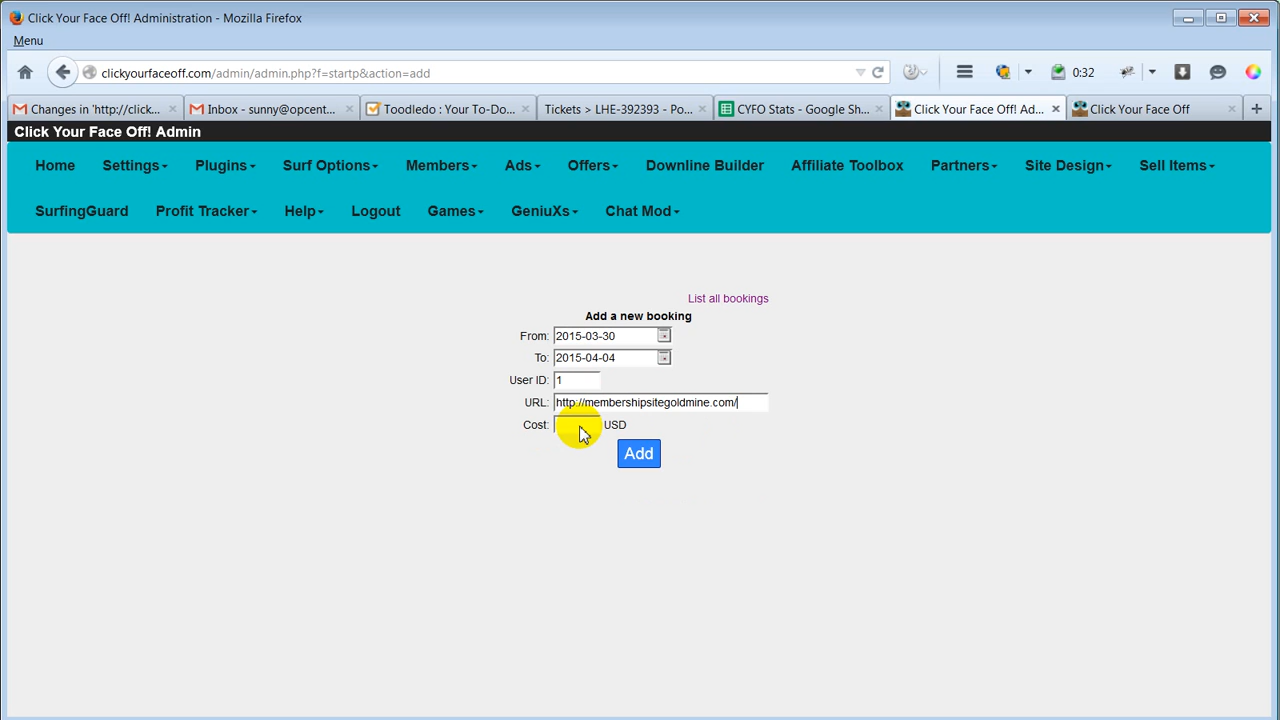 Click Your Face Off! Administration - Mozilla Firefox
Menu
clickyourfaceoff.com/admin/admin.php?f=startp&action=add
0:32
Changes in 'http://click...
Inbox - sunny@opcent...
Toodledo : Your To-Do...
Tickets > LHE-392393 - Po...
CYFO Stats - Google Sh...
Click Your Face Off! Ad...
Click Your Face Off
Click Your Face Off! Admin
Home Settings Plugins Surf Options Members Ads Offers Downline Builder Affiliate Toolbox Partners Site Design Sell Items
SurfingGuard Profit Tracker Help Logout Games GeniuXs Chat Mod
List all bookings
Add a new booking
From: 2015-03-30
To: 2015-04-04
User ID: 1
URL: http://membershipsitegoldmine.com/
Cost: USD
Add